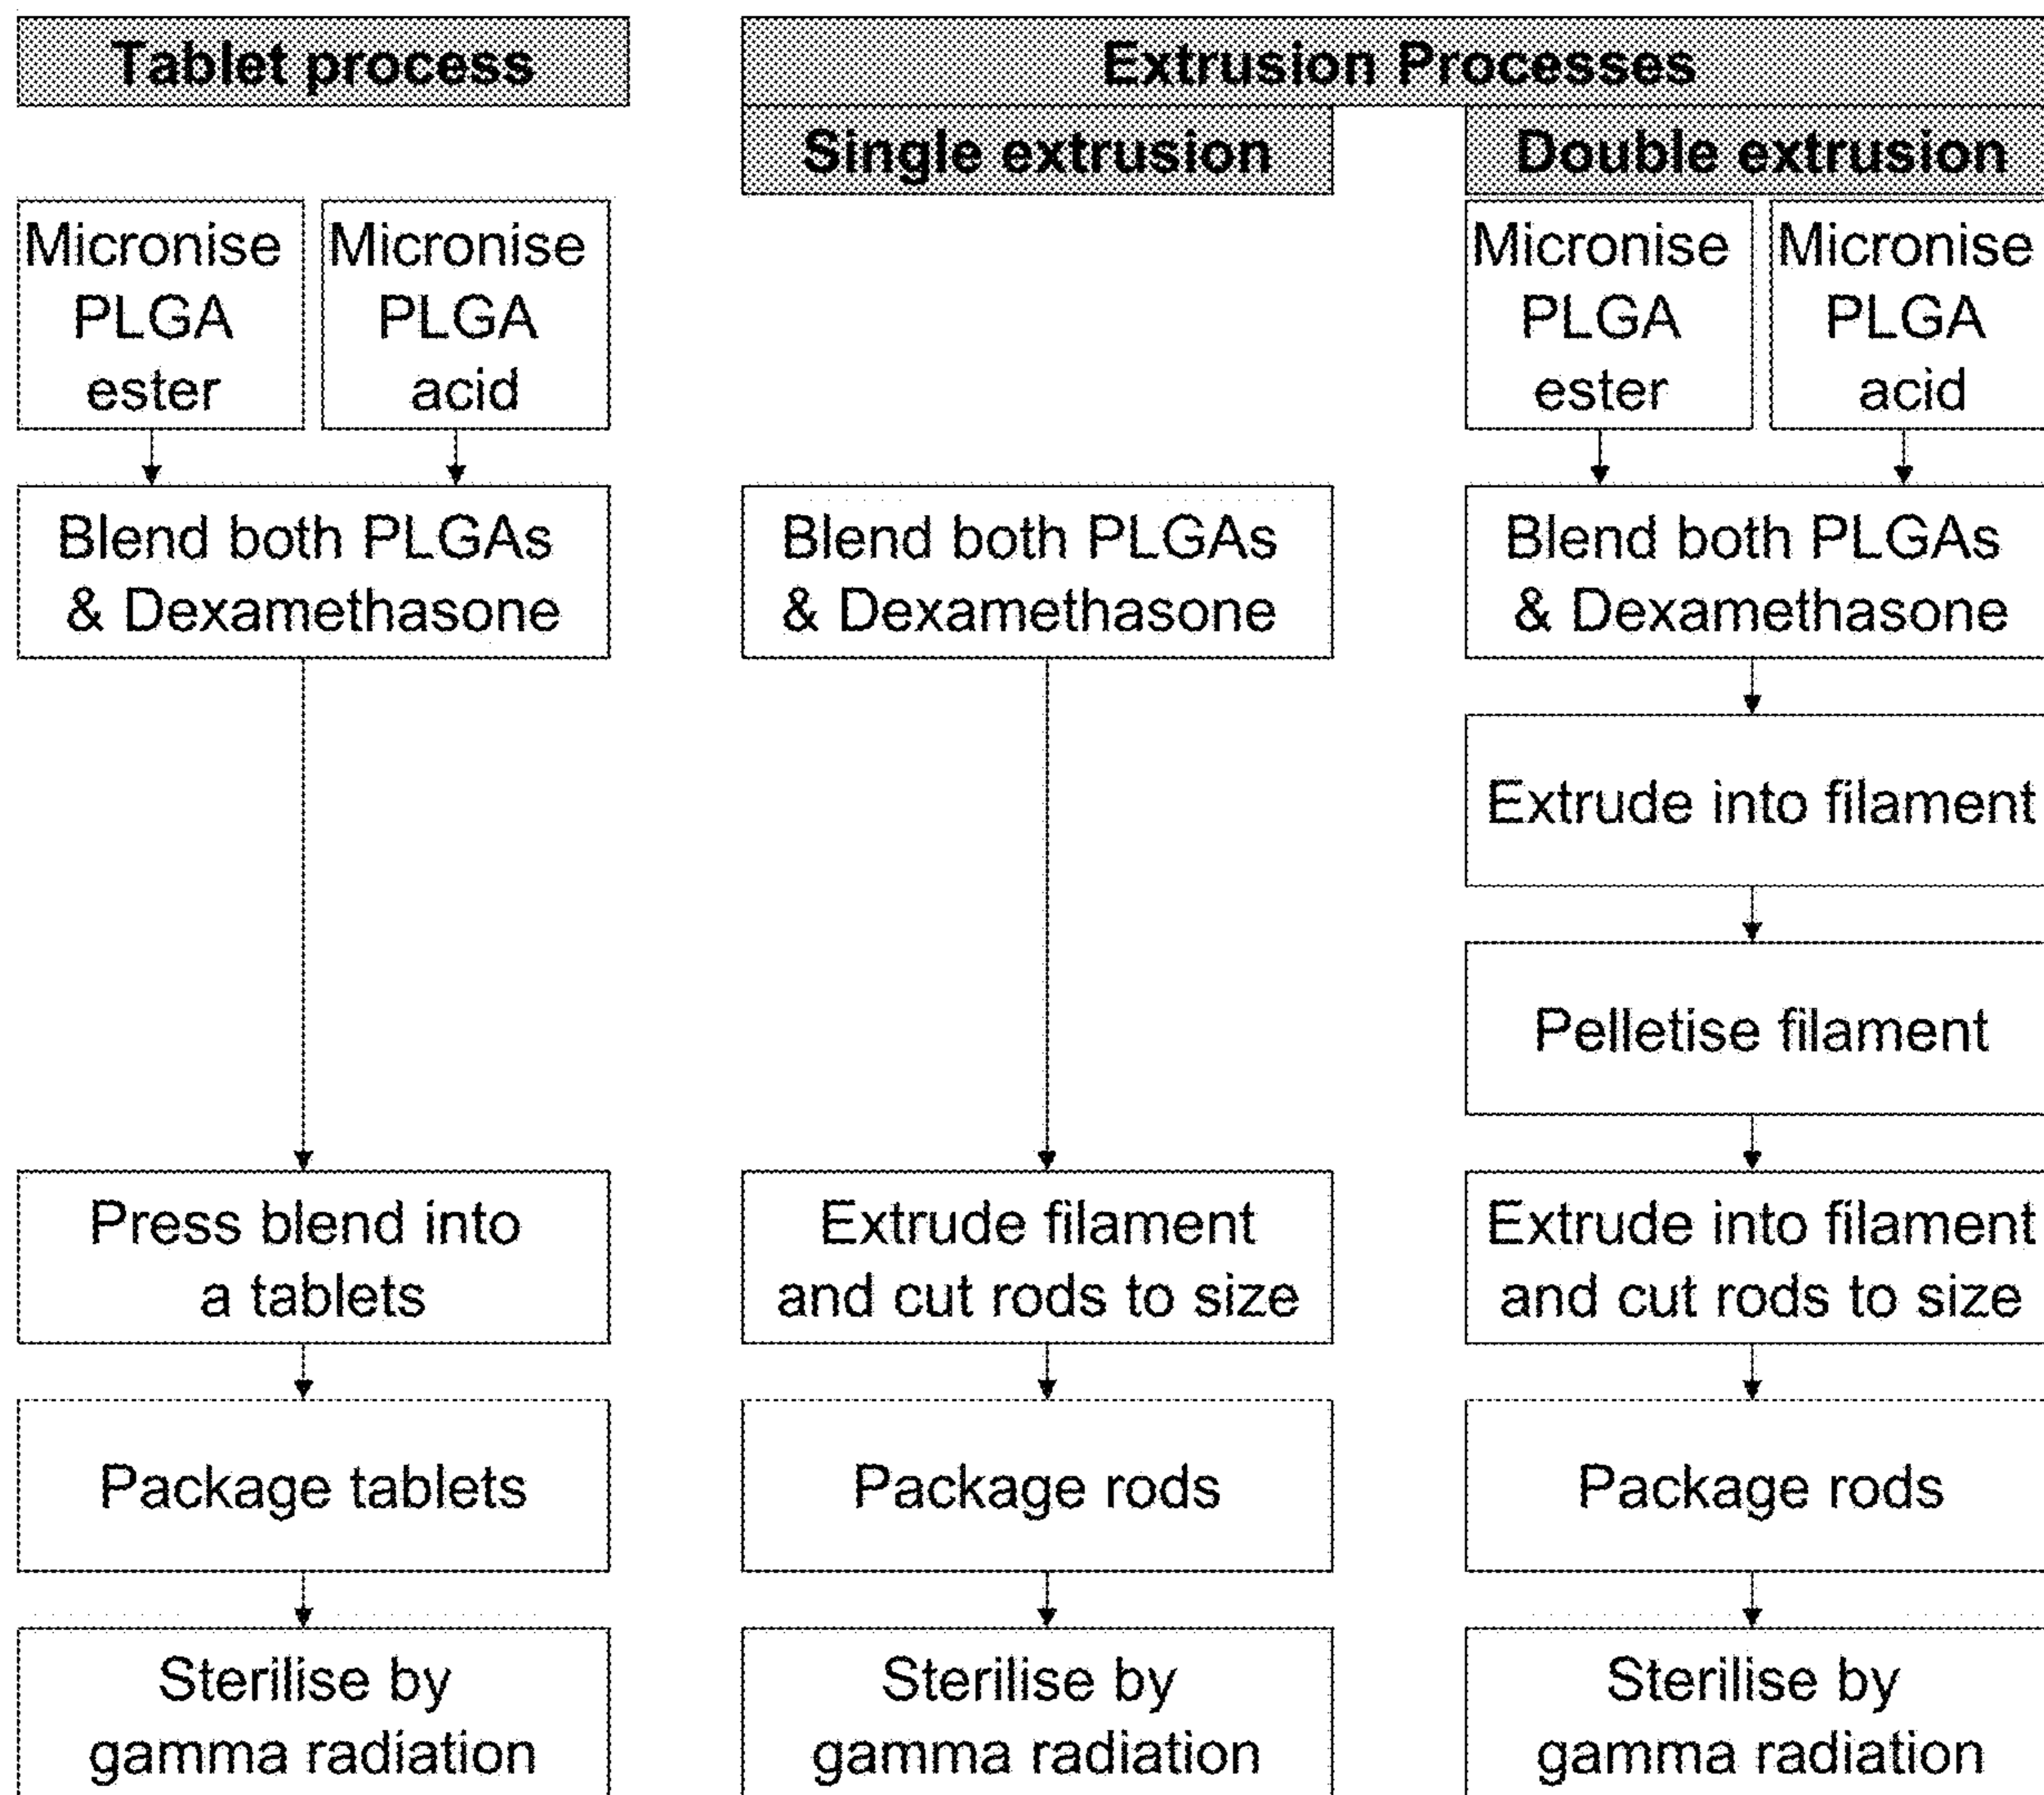 Tablet process
Micronise
PLGA
ester
Micronise
PLGA
acid
Blend both PLGAs
& Dexamethasone
Press blend into
a tablets
Package tablets
Sterilise by
gamma radiation
Extrusion Processes
Single extrusion
Blend both PLGAs
& Dexamethasone
Extrude filament
and cut rods to size
Package rods
Sterilise by
gamma radiation
Double extrusion
Micronise
PLGA
ester
Micronise
PLGA
acid
Blend both PLGAs
& Dexamethasone
Extrude into filament
Pelletise filament
Extrude into filament
and cut rods to size
Package rods
Sterilise by
gamma radiation